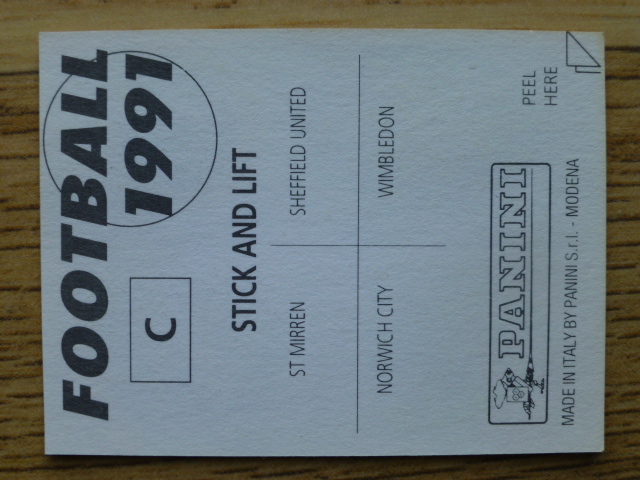 FOOTBALL
1991
C
STICK AND LIFT
ST MIRREN
SHEFFIELD UNITED
NORWICH CITY
WIMBLEDON
PANINI
PEEL
HERE
MADE IN ITALY BY PANINI S.r.l. - MODENA